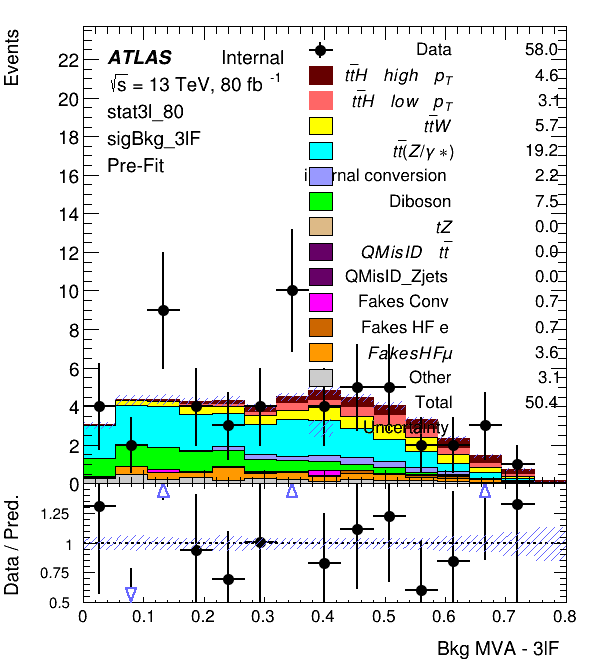 Events
22
20
18
16
14
12
10
8
6
4
2
0
ATLAS Internal
√s = 13 TeV, 80 fb -1
stat3l_80
sigBkg_3lF
Pre-Fit
Data 58.0
tt̄H high pT 4.6
tt̄H low pT 3.1
tt̄W 5.7
tt̄(Z/γ*) 19.2
internal conversion 2.2
Diboson 7.5
tZ 0.0
QMisID tt̄ 0.0
QMisID_Zjets 0.0
Fakes Conv 0.7
Fakes HF e 0.7
FakesHFμ 3.6
Other 3.1
Total 50.4
Uncertainty
Data / Pred.
1.25
1
0.75
0.5
0 0.1 0.2 0.3 0.4 0.5 0.6 0.7 0.8
Bkg MVA - 3lF